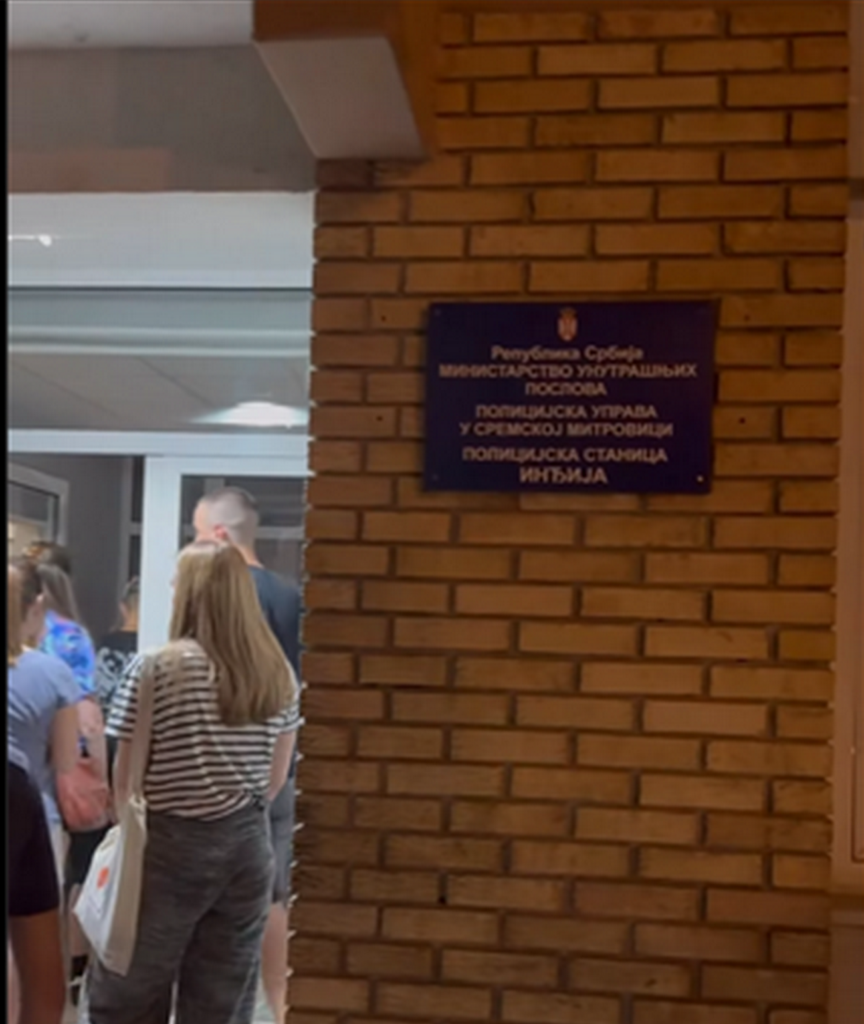 Република Србија
МИНИСТАРСТВО УНУТРАШЊИХ
ПОСЛОВА
ПОЛИЦИЈСКА УПРАВА
У СРЕМСКОЈ МИТРОВИЦИ
ПОЛИЦИЈСКА СТАНИЦА
ИНЂИЈА